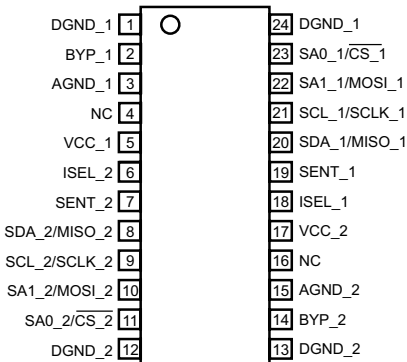 DGND_1 1 24 DGND_1
BYP_1 2 23 SA0_1/CS_1
AGND_1 3 22 SA1_1/MOSI_1
NC 4 21 SCL_1/SCLK_1
VCC_1 5 20 SDA_1/MISO_1
ISEL_2 6 19 SENT_1
SENT_2 7 18 ISEL_1
SDA_2/MISO_2 8 17 VCC_2
SCL_2/SCLK_2 9 16 NC
SA1_2/MOSI_2 10 15 AGND_2
SA0_2/CS_2 11 14 BYP_2
DGND_2 12 13 DGND_2